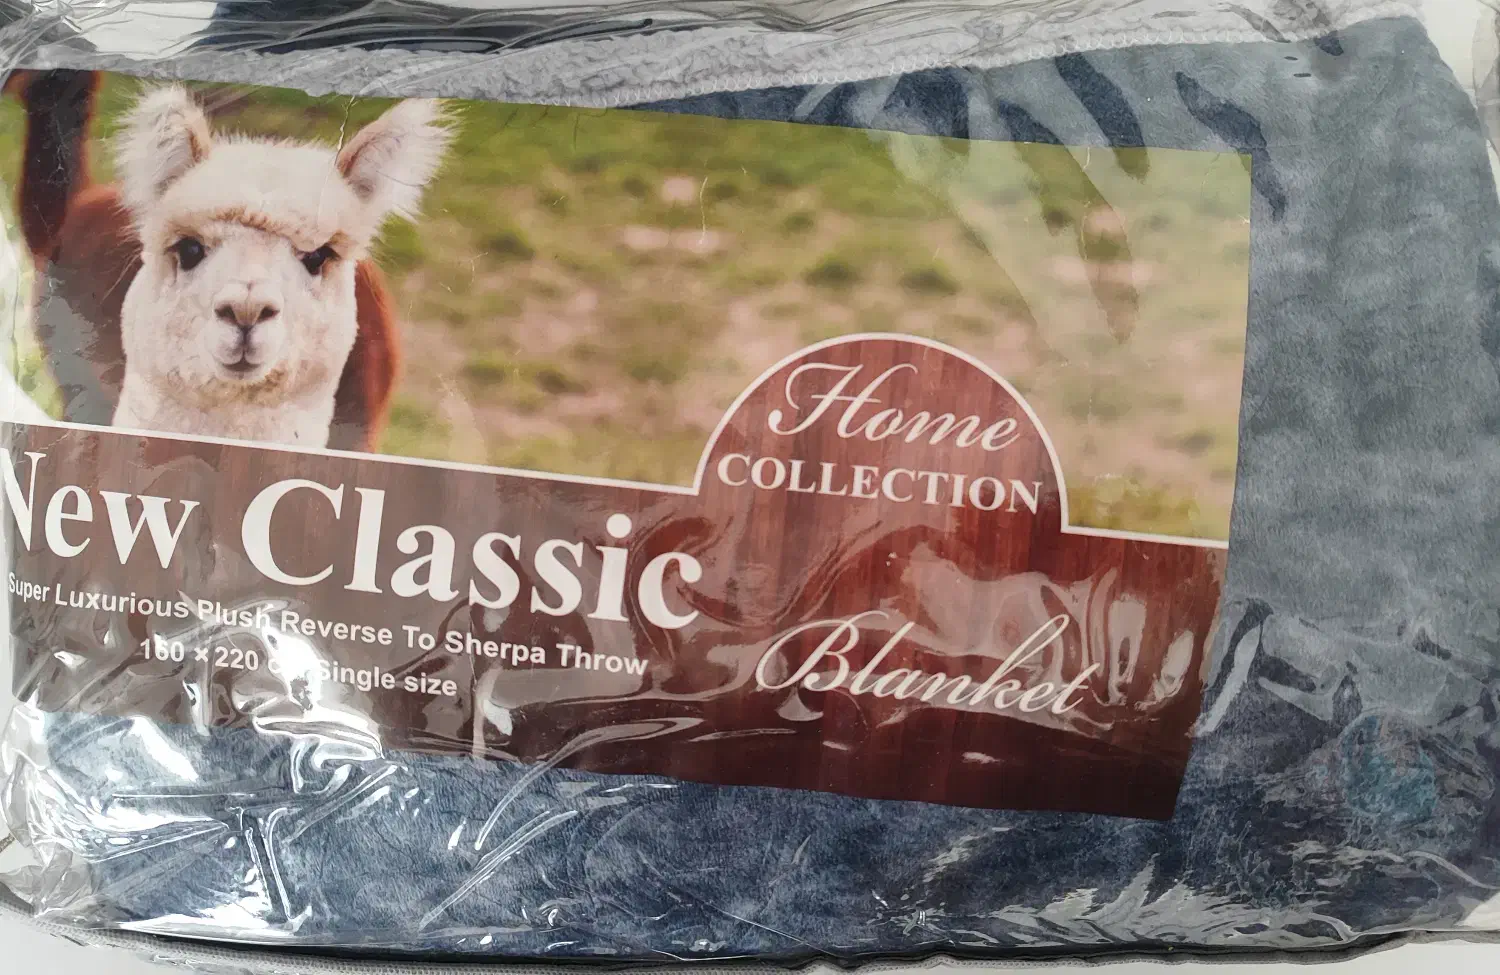 Home
COLLECTION
New Classic
Super Luxurious Plush Reverse To Sherpa Throw
160 × 220 Single size
Blanket